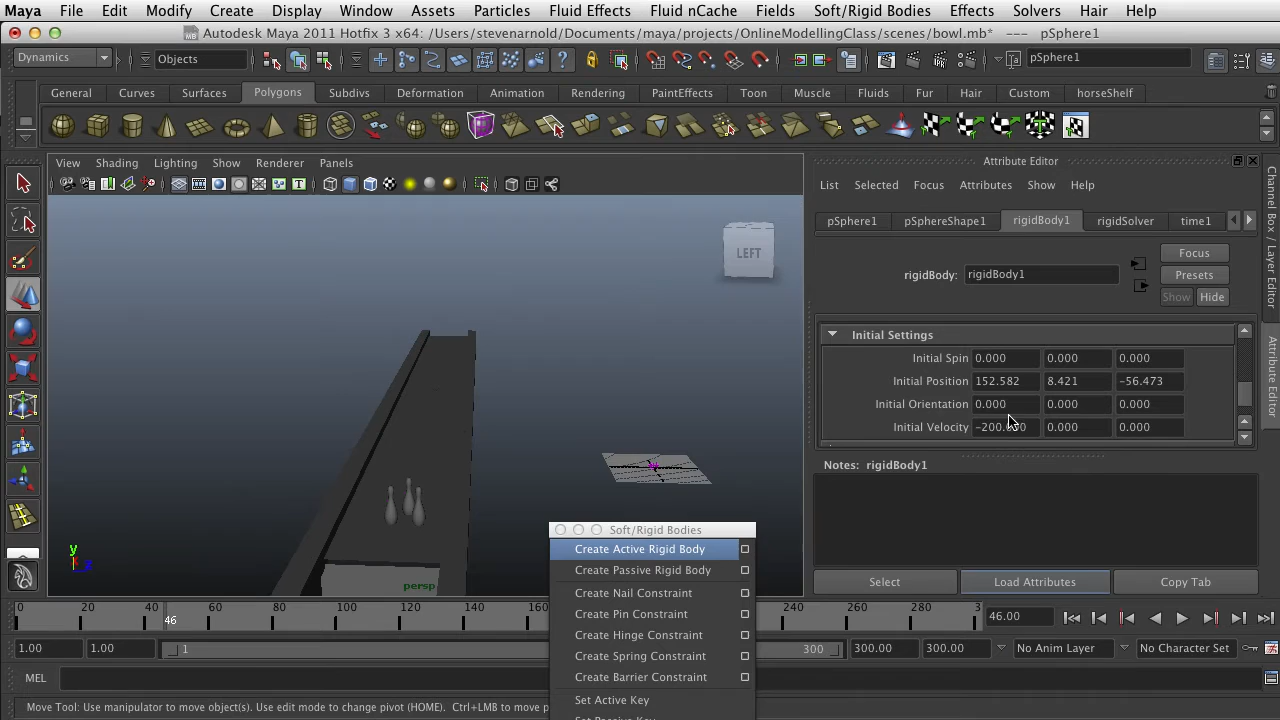 Maya File Edit Modify Create Display Window Assets Particles Fluid Effects Fluid nCache Fields Soft/Rigid Bodies Effects Solvers Hair Help
Autodesk Maya 2011 Hotfix 3 x64: /Users/stevenarnold/Documents/maya/projects/OnlineModellingClass/scenes/bowl.mb* --- pSphere1
Dynamics
Objects
pSphere1
General Curves Surfaces Polygons Subdivs Deformation Animation Rendering PaintEffects Toon Muscle Fluids Fur Hair Custom horseShelf
View Shading Lighting Show Renderer Panels
LEFT
persp
y
Attribute Editor
List Selected Focus Attributes Show Help
pSphere1 pSphereShape1 rigidBody1 rigidSolver time1
rigidBody: rigidBody1
Focus
Presets
Show Hide
Initial Settings
Initial Spin 0.000 0.000 0.000
Initial Position 152.582 8.421 -56.473
Initial Orientation 0.000 0.000 0.000
Initial Velocity -200.000 0.000 0.000
Notes: rigidBody1
Select Load Attributes Copy Tab
Channel Box / Layer Editor
Attribute Editor
Soft/Rigid Bodies
Create Active Rigid Body
Create Passive Rigid Body
Create Nail Constraint
Create Pin Constraint
Create Hinge Constraint
Create Spring Constraint
Create Barrier Constraint
Set Active Key
Set Passive Key
0 20 40 46 60 80 100 120 240 260 280 3
46.00
1.00 1.00 1 300 300.00 300.00 No Anim Layer No Character Set
MEL
Move Tool: Use manipulator to move object(s). Use edit mode to change pivot (HOME). Ctrl+LMB to move p